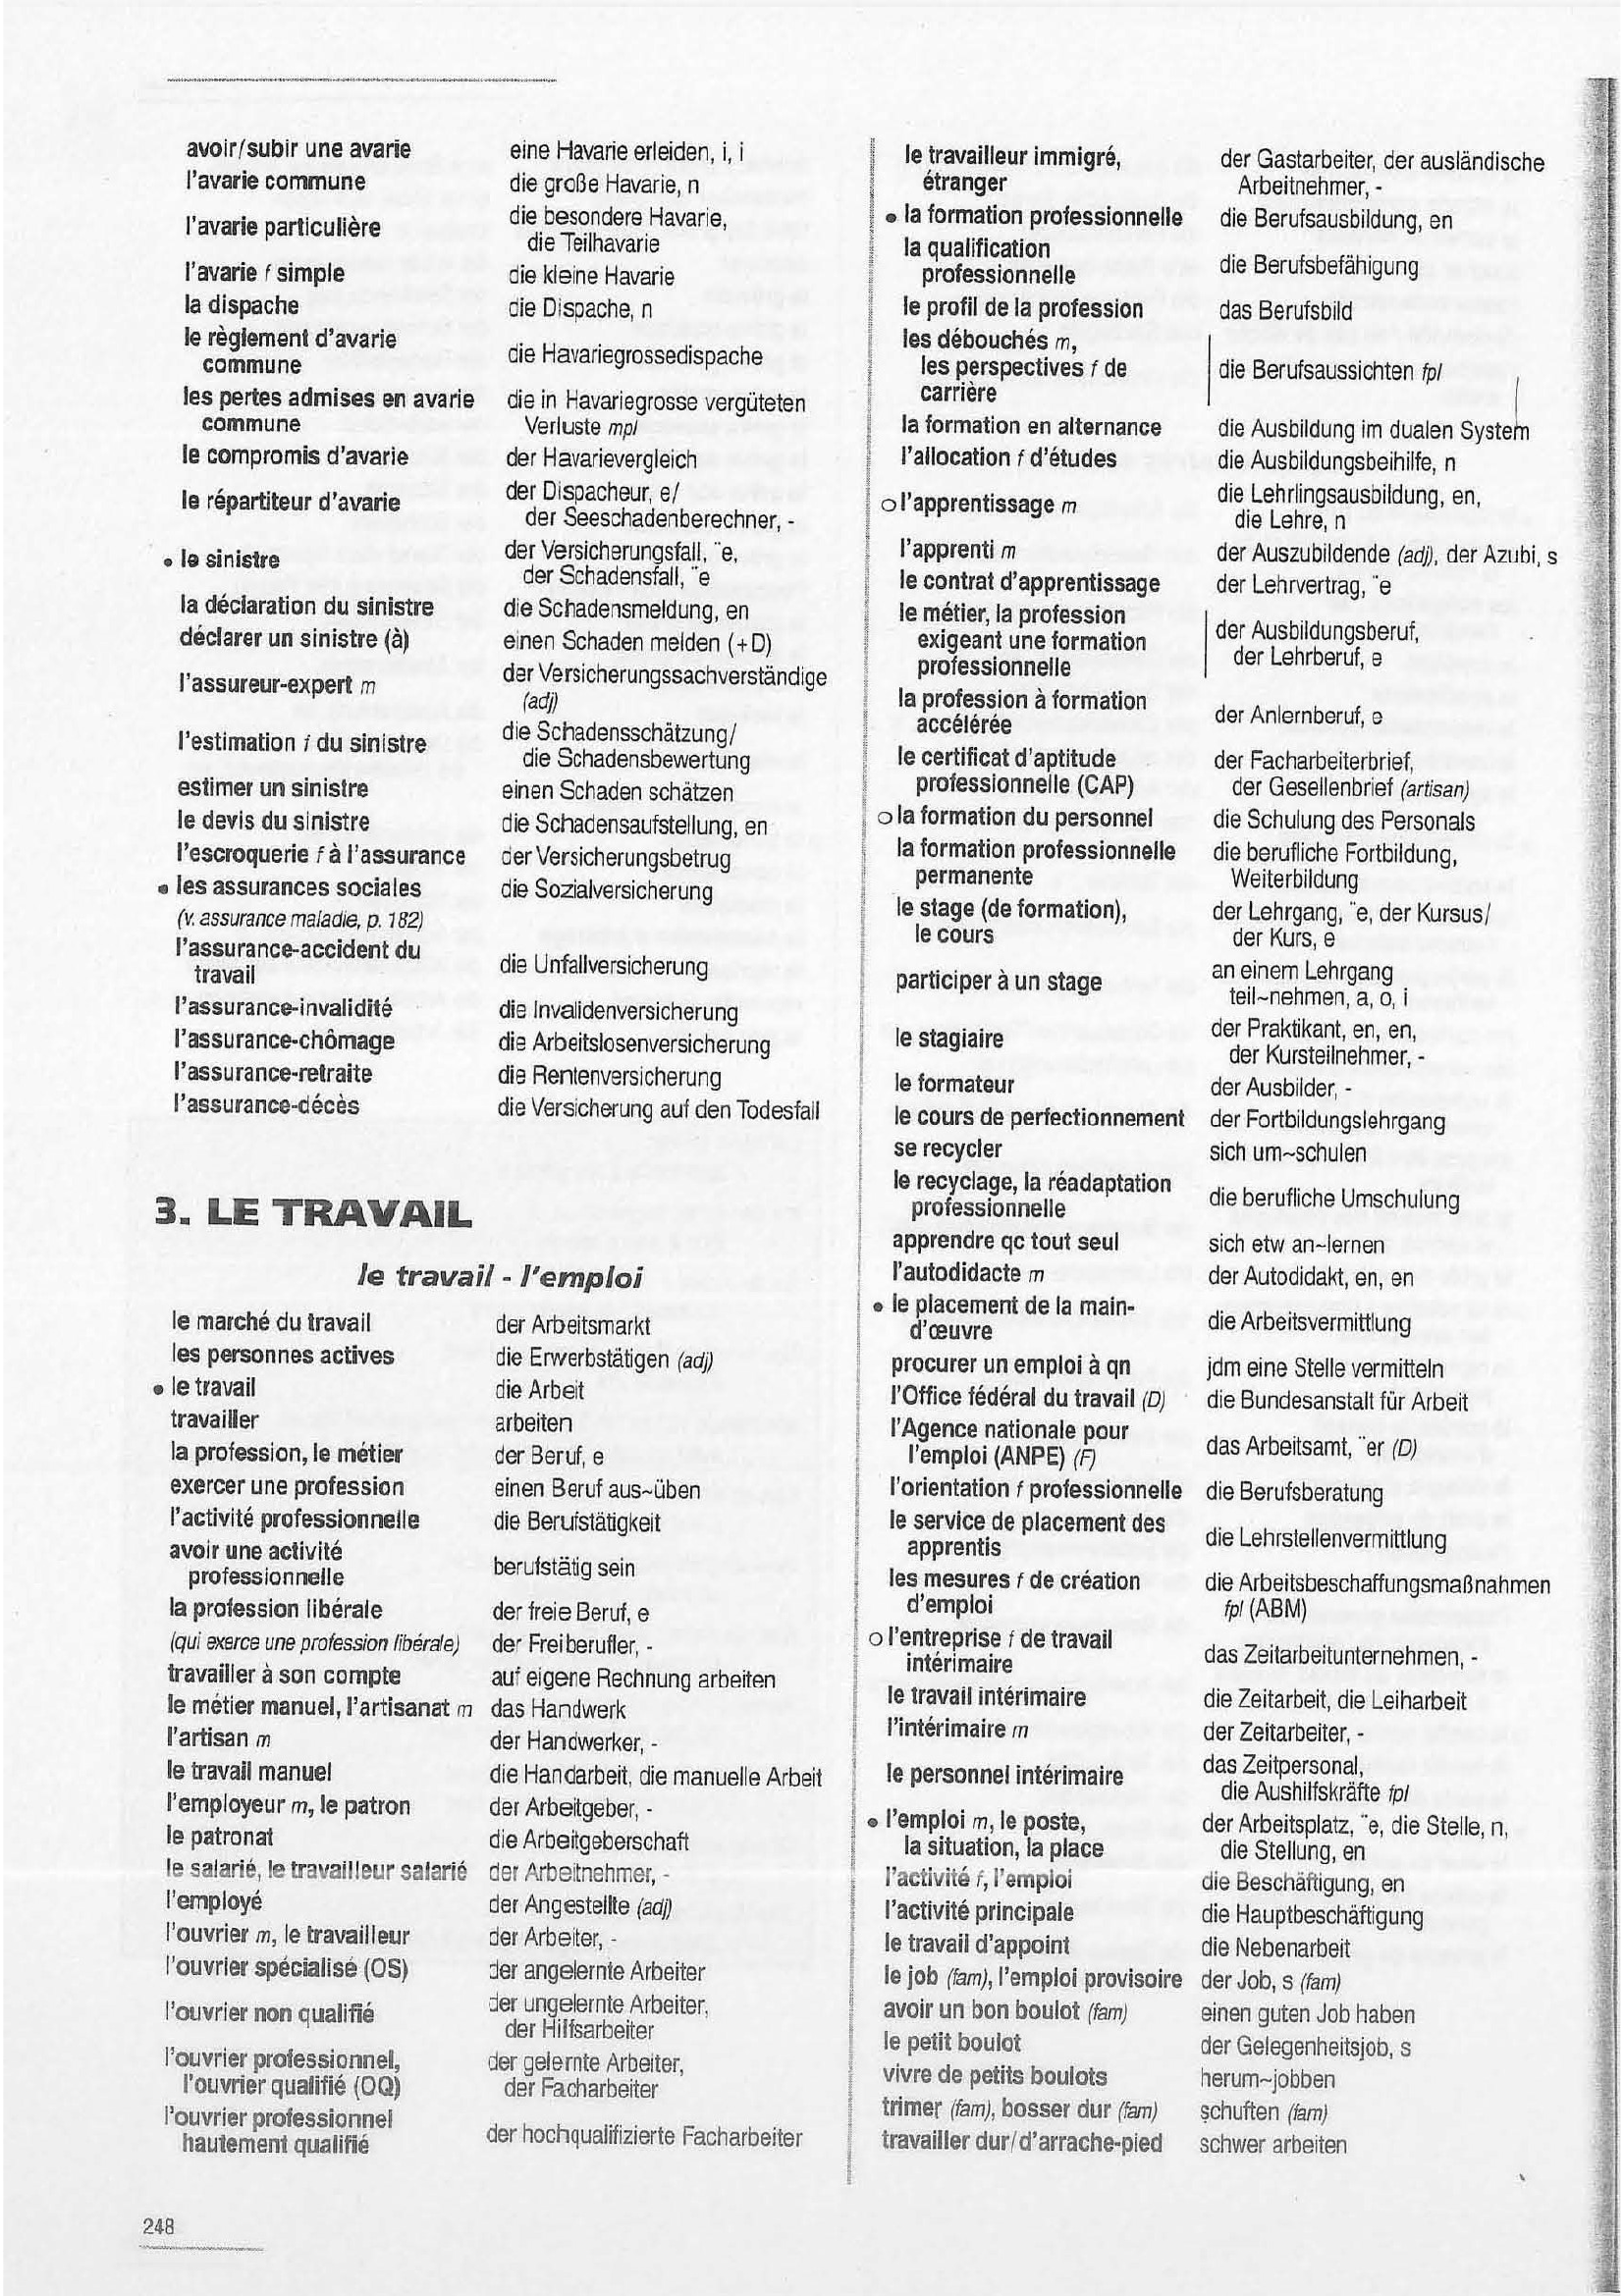 avoir/subir une avarie eine Havarie erleiden, i, i
l'avarie commune die große Havarie, n
l'avarie particulière die besondere Havarie,
die Teilhavarie
l'avarie f simple die kleine Havarie
la dispache die Dispache, n
le règlement d'avarie
commune die Havariegrossedispache
les pertes admises en avarie die in Havariegrosse vergüteten
commune Verluste mpl
le compromis d'avarie der Havarievergleich
le répartiteur d'avarie der Dispacheur, e/
der Seeschadenberechner, -
• le sinistre der Versicherungsfall, ¨e,
der Schadensfall, ¨e
la déclaration du sinistre die Schadensmeldung, en
déclarer un sinistre (à) einen Schaden melden (+D)
l'assureur-expert m der Versicherungssachverständige
(adj)
l'estimation f du sinistre die Schadensschätzung/
die Schadensbewertung
estimer un sinistre einen Schaden schätzen
le devis du sinistre die Schadensaufstellung, en
l'escroquerie f à l'assurance der Versicherungsbetrug
• les assurances sociales die Sozialversicherung
(v. assurance maladie, p. 182)
l'assurance-accident du
travail die Unfallversicherung
l'assurance-invalidité die Invalidenversicherung
l'assurance-chômage die Arbeitslosenversicherung
l'assurance-retraite die Rentenversicherung
l'assurance-décès die Versicherung auf den Todesfall
3. LE TRAVAIL
le travail - l'emploi
le marché du travail der Arbeitsmarkt
les personnes actives die Erwerbstätigen (adj)
• le travail die Arbeit
travailler arbeiten
la profession, le métier der Beruf, e
exercer une profession einen Beruf aus~üben
l'activité professionnelle die Berufstätigkeit
avoir une activité
professionnelle berufstätig sein
la profession libérale der freie Beruf, e
(qui exerce une profession libérale) der Freiberufler, -
travailler à son compte auf eigene Rechnung arbeiten
le métier manuel, l'artisanat m das Handwerk
l'artisan m der Handwerker, -
le travail manuel die Handarbeit, die manuelle Arbeit
l'employeur m, le patron der Arbeitgeber, -
le patronat die Arbeitgeberschaft
le salarié, le travailleur salarié der Arbeitnehmer, -
l'employé der Angestellte (adj)
l'ouvrier m, le travailleur der Arbeiter, -
l'ouvrier spécialisé (OS) der angelernte Arbeiter
l'ouvrier non qualifié der ungelernte Arbeiter,
der Hilfsarbeiter
l'ouvrier professionnel, der gelernte Arbeiter,
l'ouvrier qualifié (OQ) der Facharbeiter
l'ouvrier professionnel
hautement qualifié der hochqualifizierte Facharbeiter
le travailleur immigré, der Gastarbeiter, der ausländische
étranger Arbeitnehmer, -
• la formation professionnelle die Berufsausbildung, en
la qualification
professionnelle die Berufsbefähigung
le profil de la profession das Berufsbild
les débouchés m,
les perspectives f de die Berufsaussichten fpl
carrière
la formation en alternance die Ausbildung im dualen System
l'allocation f d'études die Ausbildungsbeihilfe, n
o l'apprentissage m die Lehrlingsausbildung, en,
die Lehre, n
l'apprenti m der Auszubildende (adj), der Azubi, s
le contrat d'apprentissage der Lehrvertrag, ¨e
le métier, la profession
exigeant une formation der Ausbildungsberuf,
professionnelle der Lehrberuf, e
la profession à formation
accélérée der Anlernberuf, e
le certificat d'aptitude der Facharbeiterbrief,
professionnelle (CAP) der Gesellenbrief (artisan)
o la formation du personnel die Schulung des Personals
la formation professionnelle die berufliche Fortbildung,
permanente Weiterbildung
le stage (de formation), der Lehrgang, ¨e, der Kursus/
le cours der Kurs, e
participer à un stage an einem Lehrgang
teil~nehmen, a, o, i
le stagiaire der Praktikant, en, en,
der Kursteilnehmer, -
le formateur der Ausbilder, -
le cours de perfectionnement der Fortbildungslehrgang
se recycler sich um~schulen
le recyclage, la réadaptation
professionnelle die berufliche Umschulung
apprendre qc tout seul sich etw an~lernen
l'autodidacte m der Autodidakt, en, en
• le placement de la main-
d'œuvre die Arbeitsvermittlung
procurer un emploi à qn jdm eine Stelle vermitteln
l'Office fédéral du travail (D) die Bundesanstalt für Arbeit
l'Agence nationale pour
l'emploi (ANPE) (F) das Arbeitsamt, ¨er (D)
l'orientation f professionnelle die Berufsberatung
le service de placement des
apprentis die Lehrstellenvermittlung
les mesures f de création die Arbeitsbeschaffungsmaßnahmen
d'emploi fpl (ABM)
o l'entreprise f de travail
intérimaire das Zeitarbeitunternehmen, -
le travail intérimaire die Zeitarbeit, die Leiharbeit
l'intérimaire m der Zeitarbeiter, -
le personnel intérimaire das Zeitpersonal,
die Aushilfskräfte fpl
• l'emploi m, le poste, der Arbeitsplatz, ¨e, die Stelle, n,
la situation, la place die Stellung, en
l'activité f, l'emploi die Beschäftigung, en
l'activité principale die Hauptbeschäftigung
le travail d'appoint die Nebenarbeit
le job (fam), l'emploi provisoire der Job, s (fam)
avoir un bon boulot (fam) einen guten Job haben
le petit boulot der Gelegenheitsjob, s
vivre de petits boulots herum~jobben
trimer (fam), bosser dur (fam) schuften (fam)
travailler dur/d'arrache-pied schwer arbeiten
248